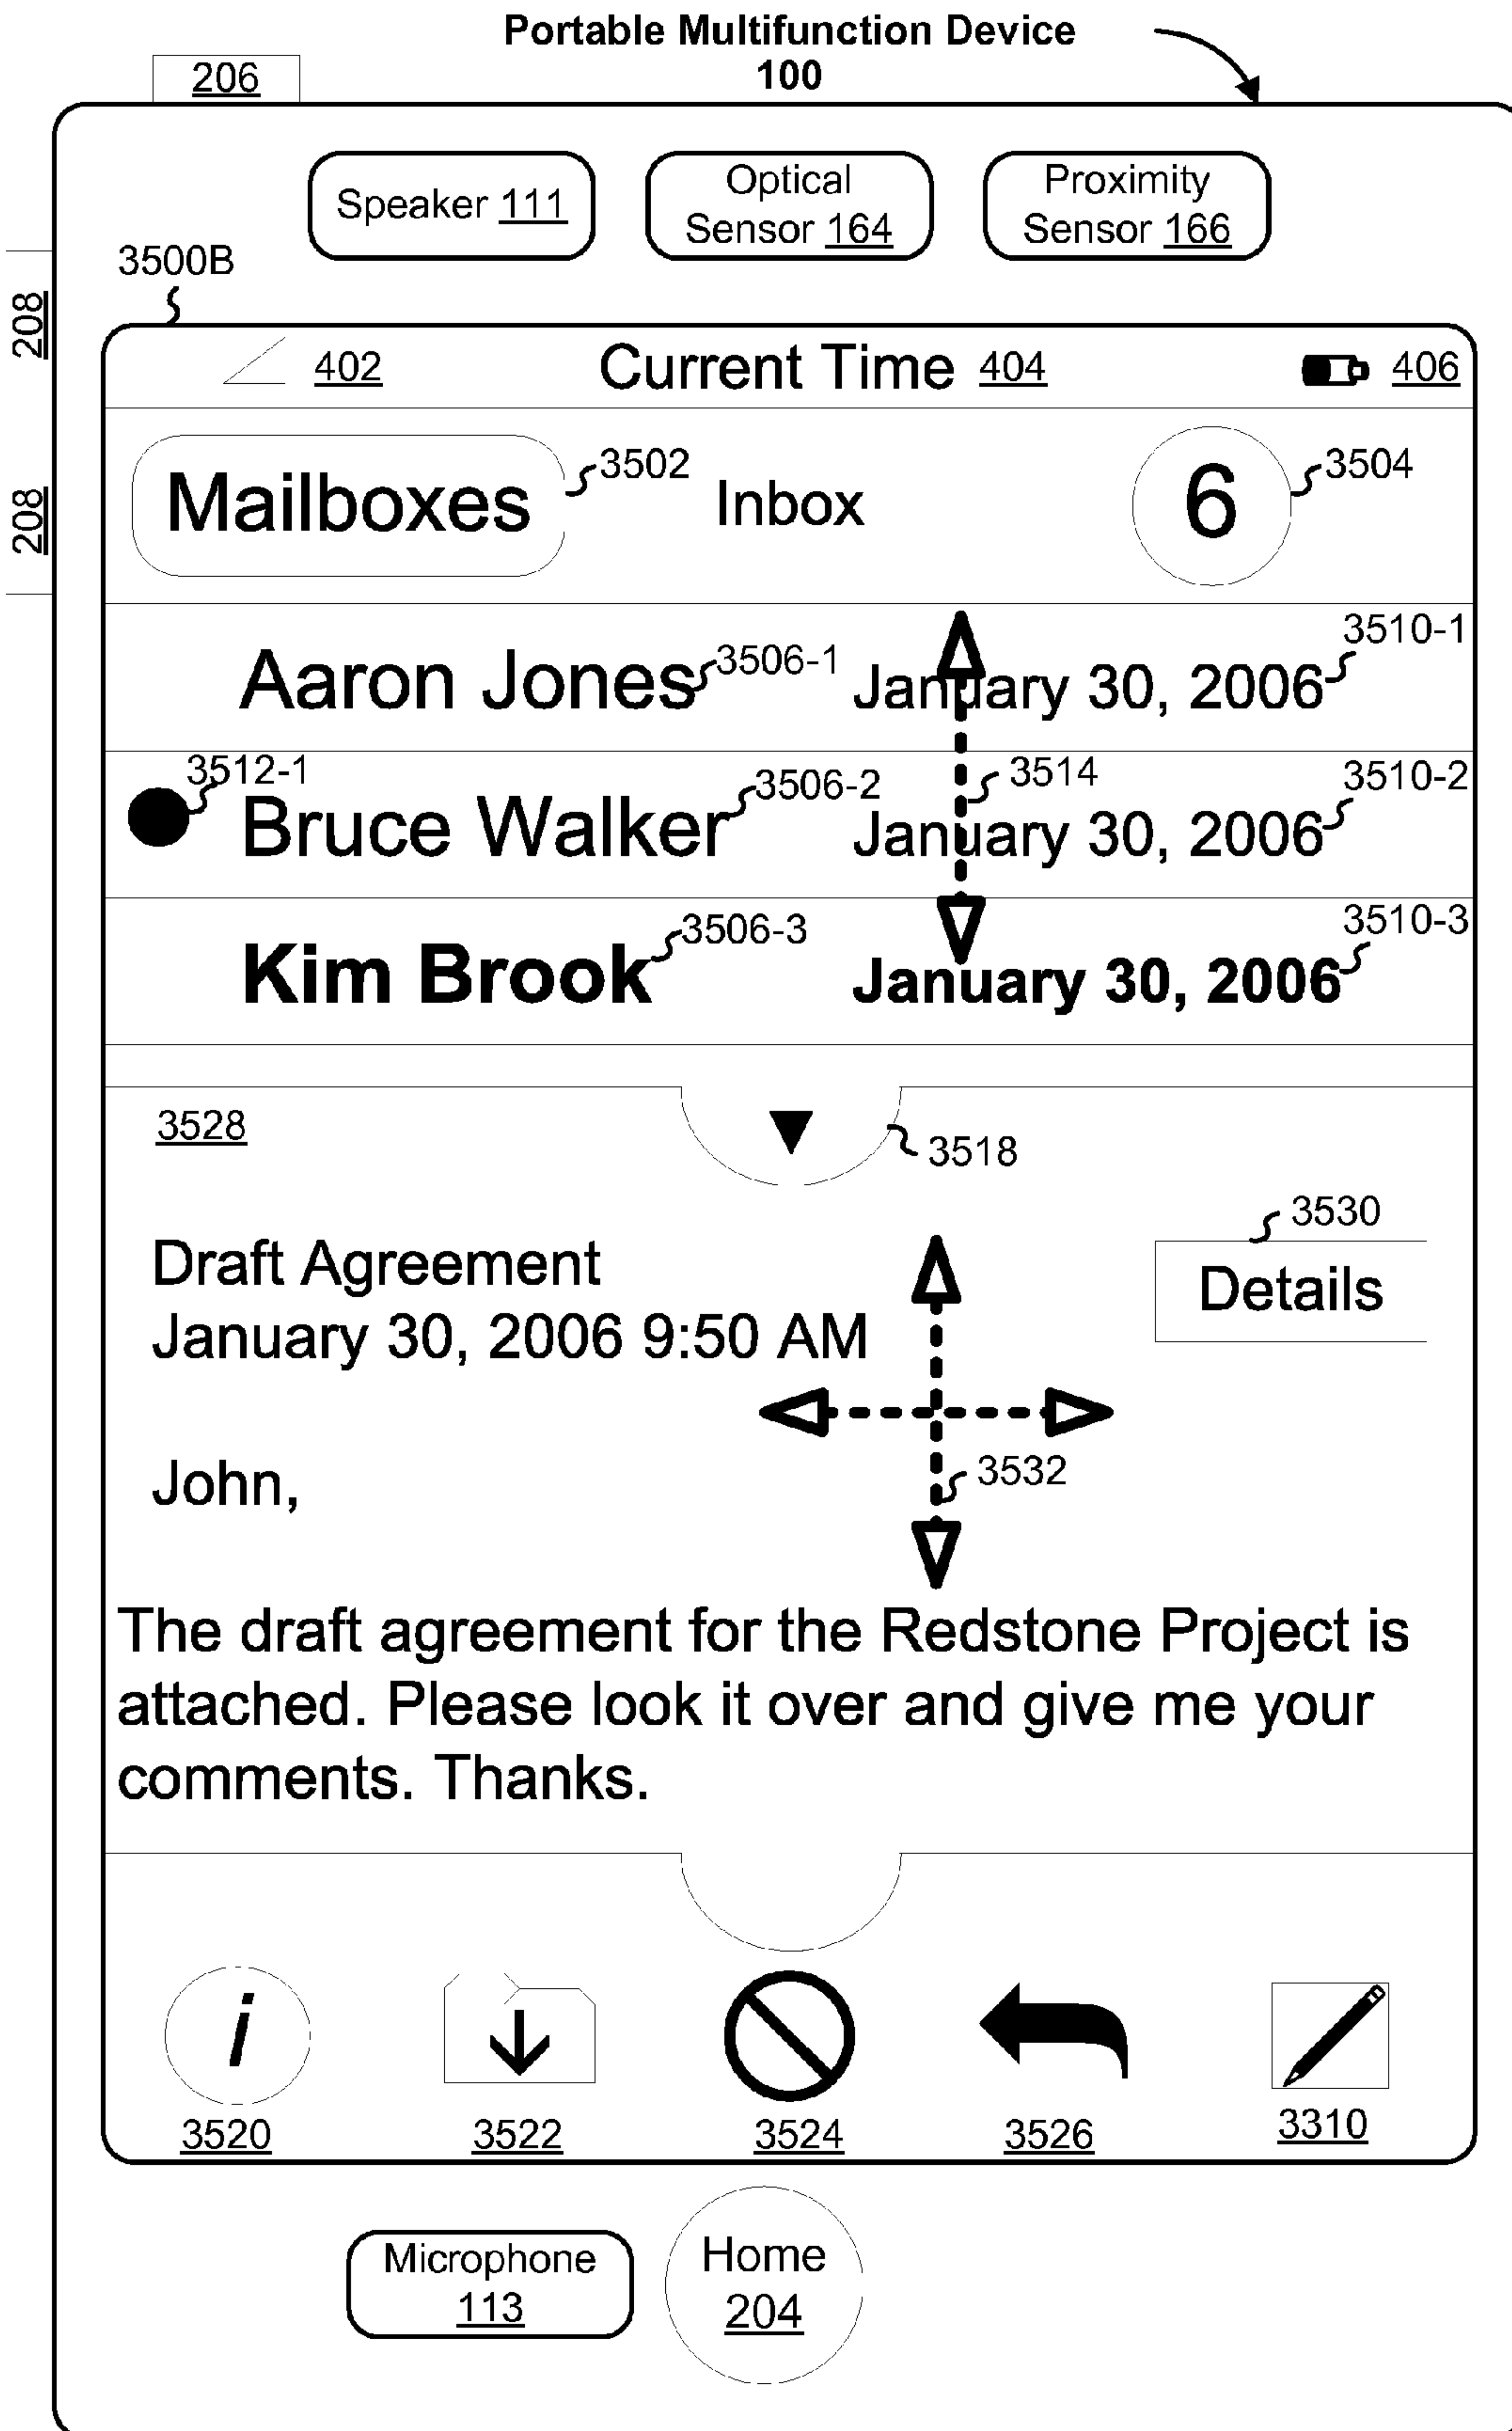 Portable Multifunction Device
100
206
Speaker 111
Optical
Sensor 164
Proximity
Sensor 166
3500B
208
208
402
Current Time 404
406
Mailboxes
3502
Inbox
6
3504
Aaron Jones
3506-1
January 30, 2006
3510-1
3512-1
Bruce Walker
3506-2
3514
January 30, 2006
3510-2
Kim Brook
3506-3
January 30, 2006
3510-3
3528
3518
3530
Draft Agreement
Details
January 30, 2006 9:50 AM
3532
John,
The draft agreement for the Redstone Project is
attached. Please look it over and give me your
comments. Thanks.
i
3520
3522
3524
3526
3310
Microphone
113
Home
204